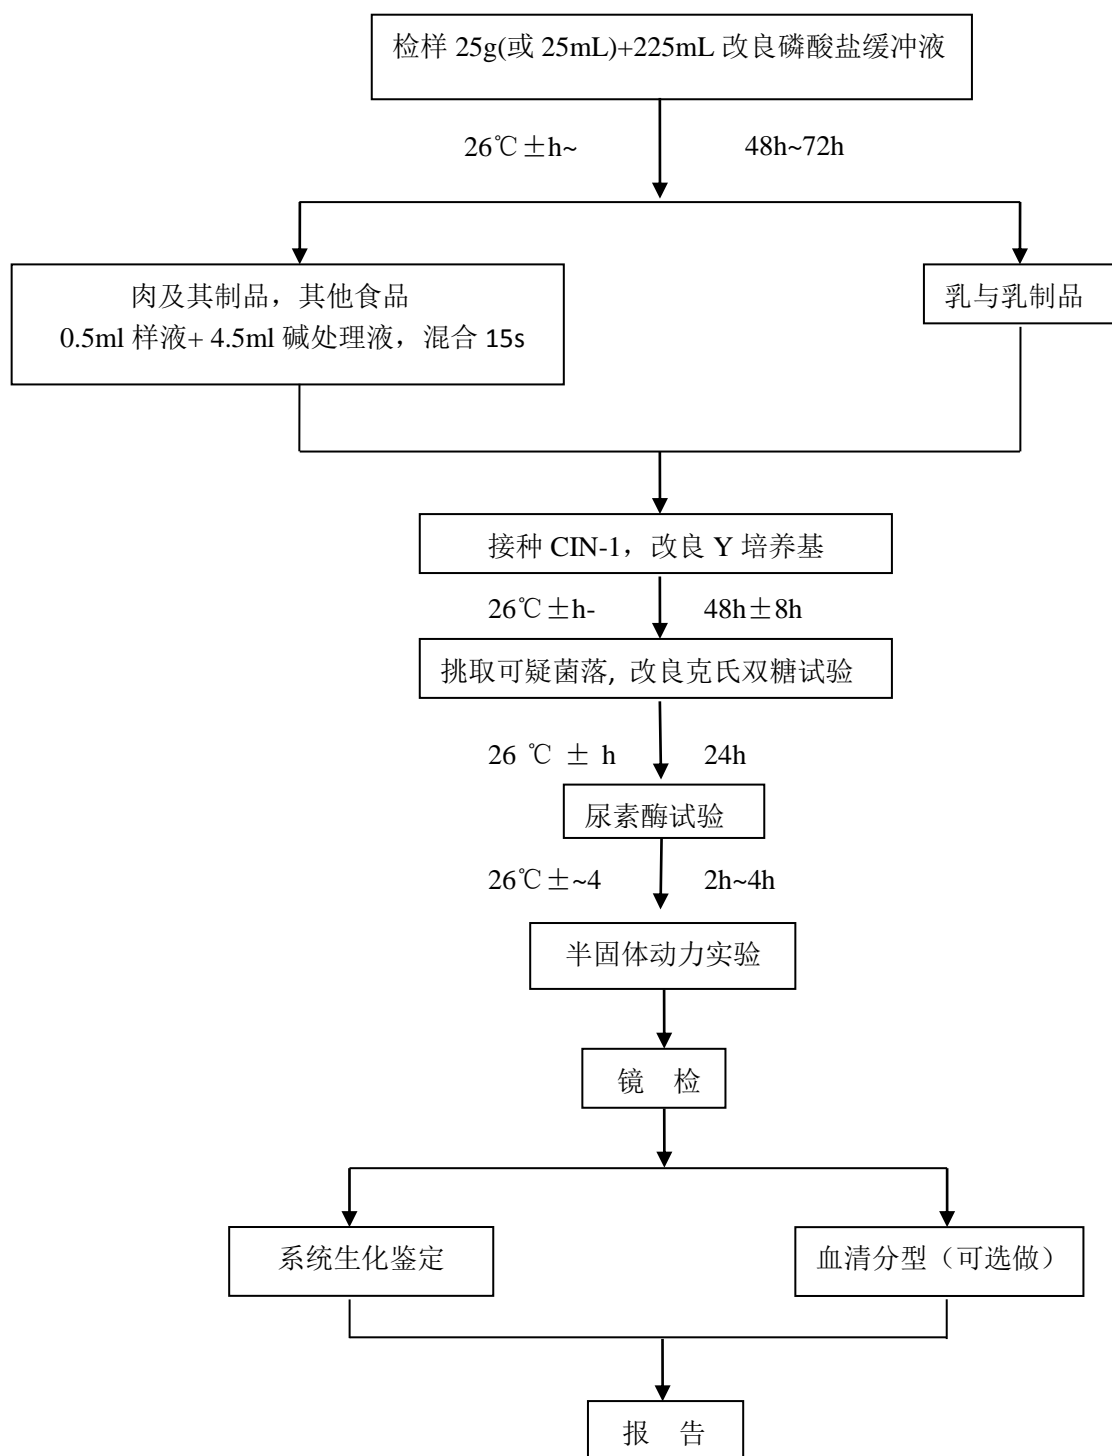 检样 25g(或 25mL)+225mL 改良磷酸盐缓冲液
26℃±h~ 48h~72h
肉及其制品，其他食品
0.5ml 样液+ 4.5ml 碱处理液，混合 15s
乳与乳制品
接种 CIN-1，改良 Y 培养基
26℃±h- 48h±8h
挑取可疑菌落, 改良克氏双糖试验
26 ℃ ± h 24h
尿素酶试验
26℃±~4 2h~4h
半固体动力实验
镜 检
系统生化鉴定
血清分型（可选做）
报 告